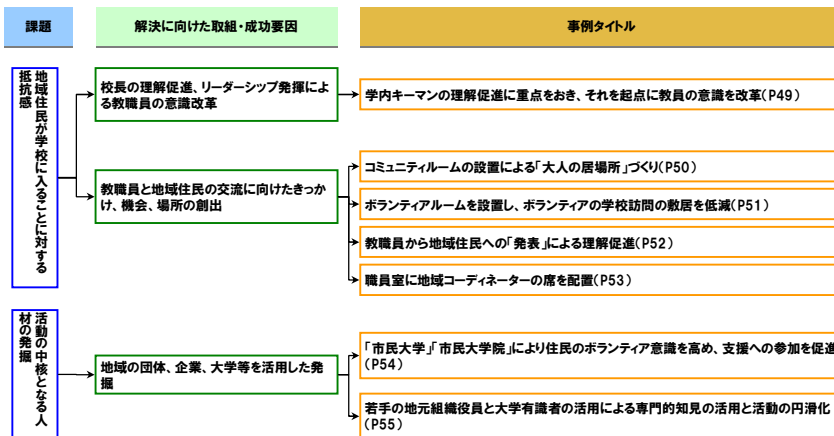 課題
解決に向けた取組・成功要因
事例タイトル
地域住民が学校に入ることに対する
抵抗感
校長の理解促進、リーダーシップ発揮によ
る教職員の意識改革
学内キーマンの理解促進に重点をおき、それを起点に教員の意識を改革(P49)
教職員と地域住民の交流に向けたきっ
かけ、機会、場所の創出
コミュニティルームの設置による「大人の居場所」づくり(P50)
ボランティアルームを設置し、ボランティアの学校訪問の敷居を低減(P51)
教職員から地域住民への「発表」による理解促進(P52)
職員室に地域コーディネーターの席を配置(P53)
活動の中核となる人
材の発掘
地域の団体、企業、大学等を活用した発
掘
「市民大学」「市民大学院」により住民のボランティア意識を高め、支援への参加を促進
(P54)
若手の地元組織役員と大学有識者の活用による専門的知見の活用と活動の円滑化
(P55)